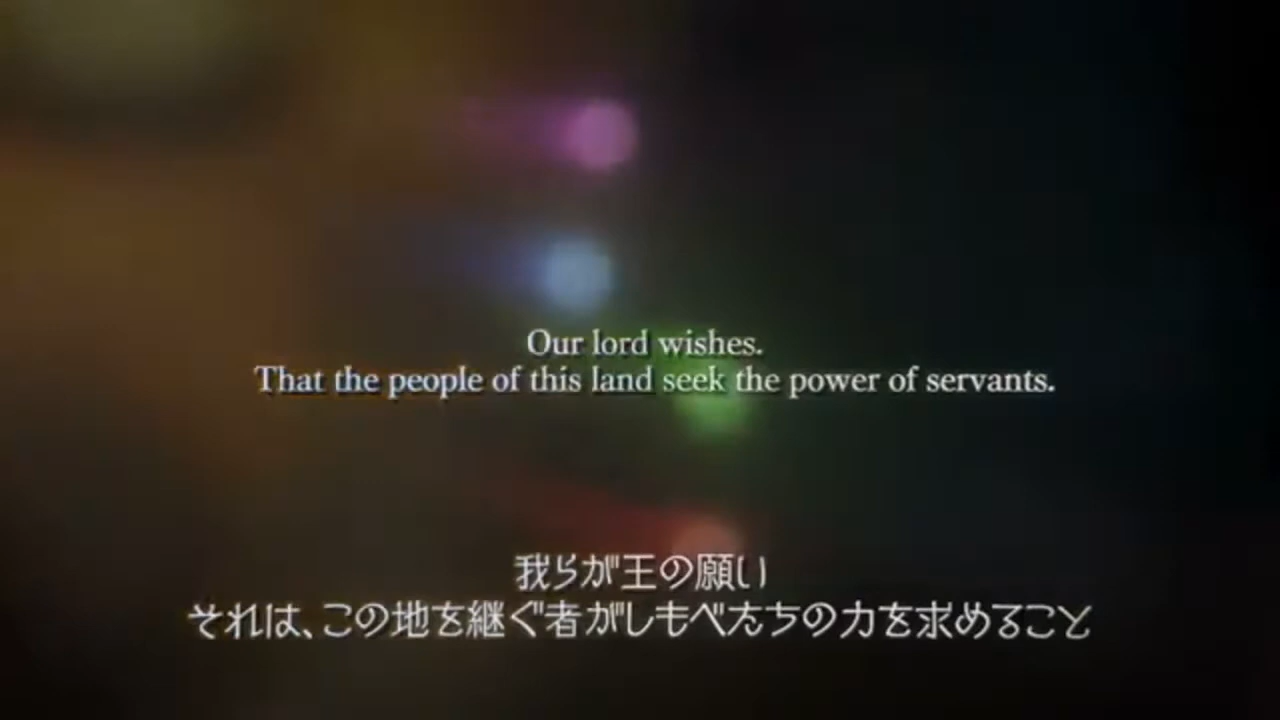 Our lord wishes.
That the people of this land seek the power of servants.
我らが王の願い
それは、この地を継ぐ者がしもべたちの力を求めること